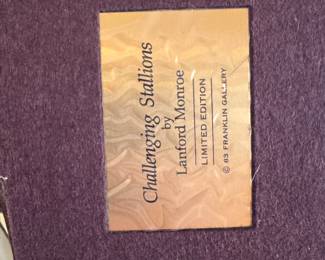 Challenging Stallions
by
Lanford Monroe
LIMITED EDITION
© 83 FRANKLIN GALLERY